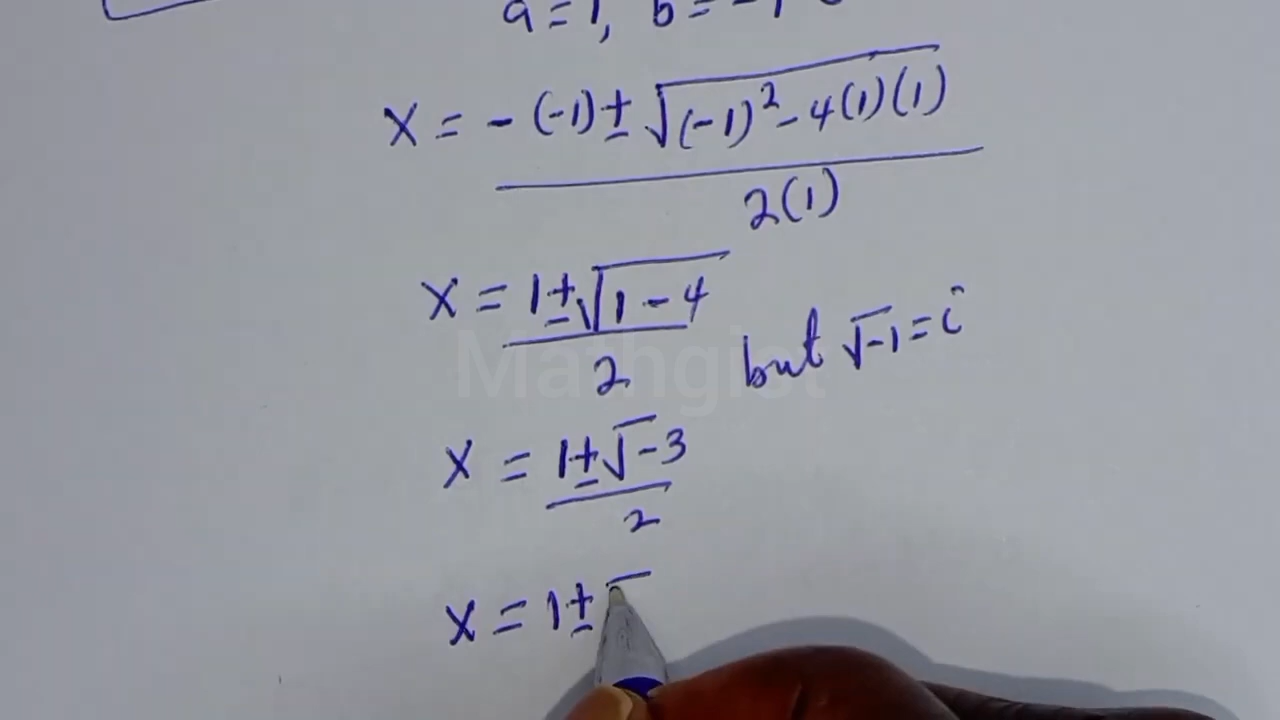 a = 1, b = -1
x = -(-1) ± √(-1)² - 4(1)(1)
2(1)
x = 1 ± √1 - 4
2
but √-1 = i
x = 1 ± √-3
2
x = 1 ± √
Mathgist